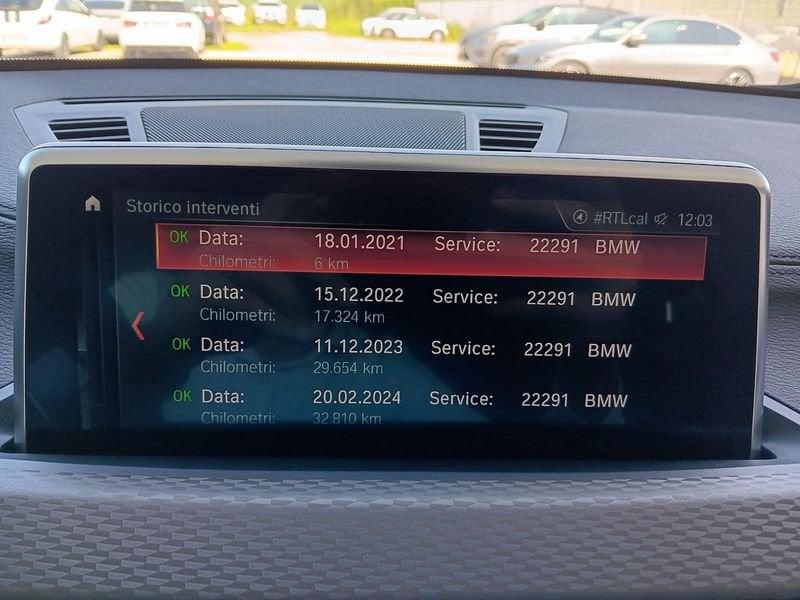 Storico interventi
#RTLcal 12:03
OK Data: 18.01.2021 Service: 22291 BMW
Chilometri: 6 km
OK Data: 15.12.2022 Service: 22291 BMW
Chilometri: 17.324 km
OK Data: 11.12.2023 Service: 22291 BMW
Chilometri: 29.654 km
OK Data: 20.02.2024 Service: 22291 BMW
Chilometri: 32.810 km